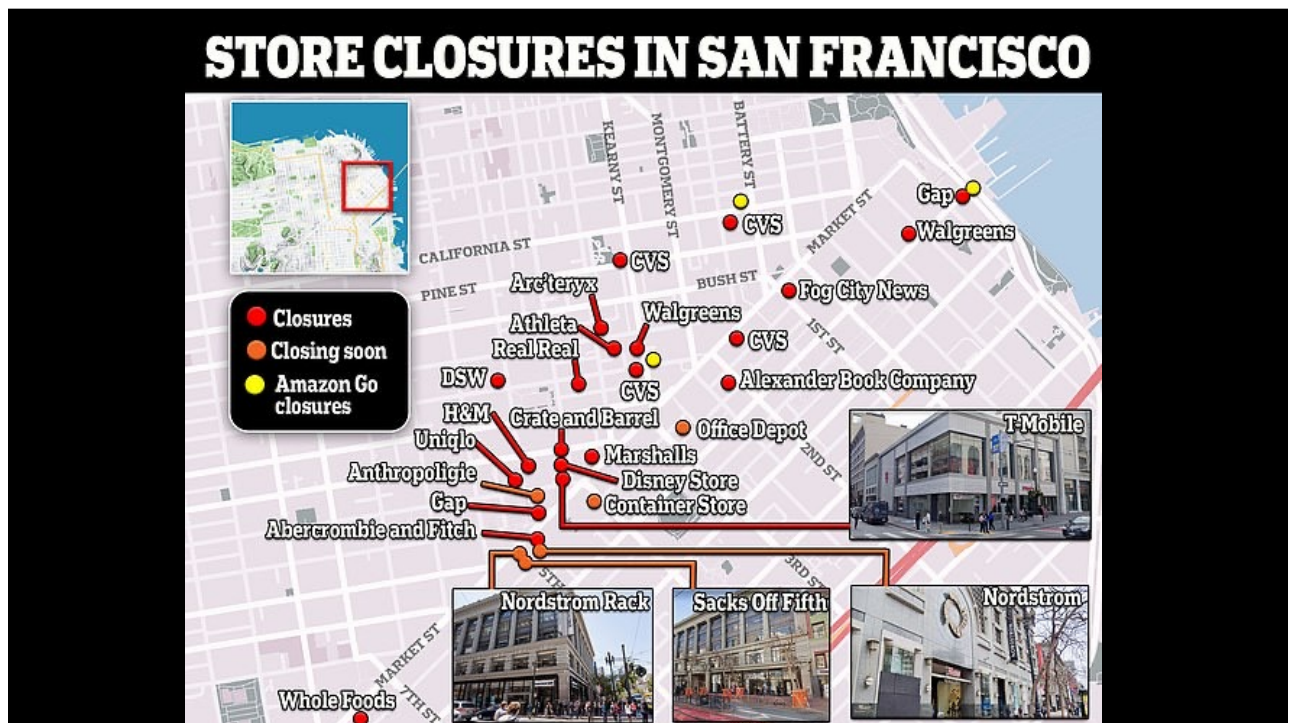 STORE CLOSURES IN SAN FRANCISCO
KEARNY ST
MONTGOMERY ST
BATTERY ST
MARKET ST
Gap
Walgreens
CVS
CALIFORNIA ST
CVS
PINE ST
BUSH ST
Fog City News
Closures
Closing soon
Amazon Go
closures
Arc'teryx
Athleta
Real Real
Walgreens
1ST ST
CVS
DSW
CVS
Alexander Book Company
H&M
Crate and Barrel
Office Depot
T-Mobile
Uniqlo
Marshalls
2ND ST
Anthropoligie
Disney Store
Gap
Container Store
Abercrombie and Fitch
5TH
3RD ST
Nordstrom Rack
Sacks Off Fifth
Nordstrom
MARKET ST
7TH ST
Whole Foods